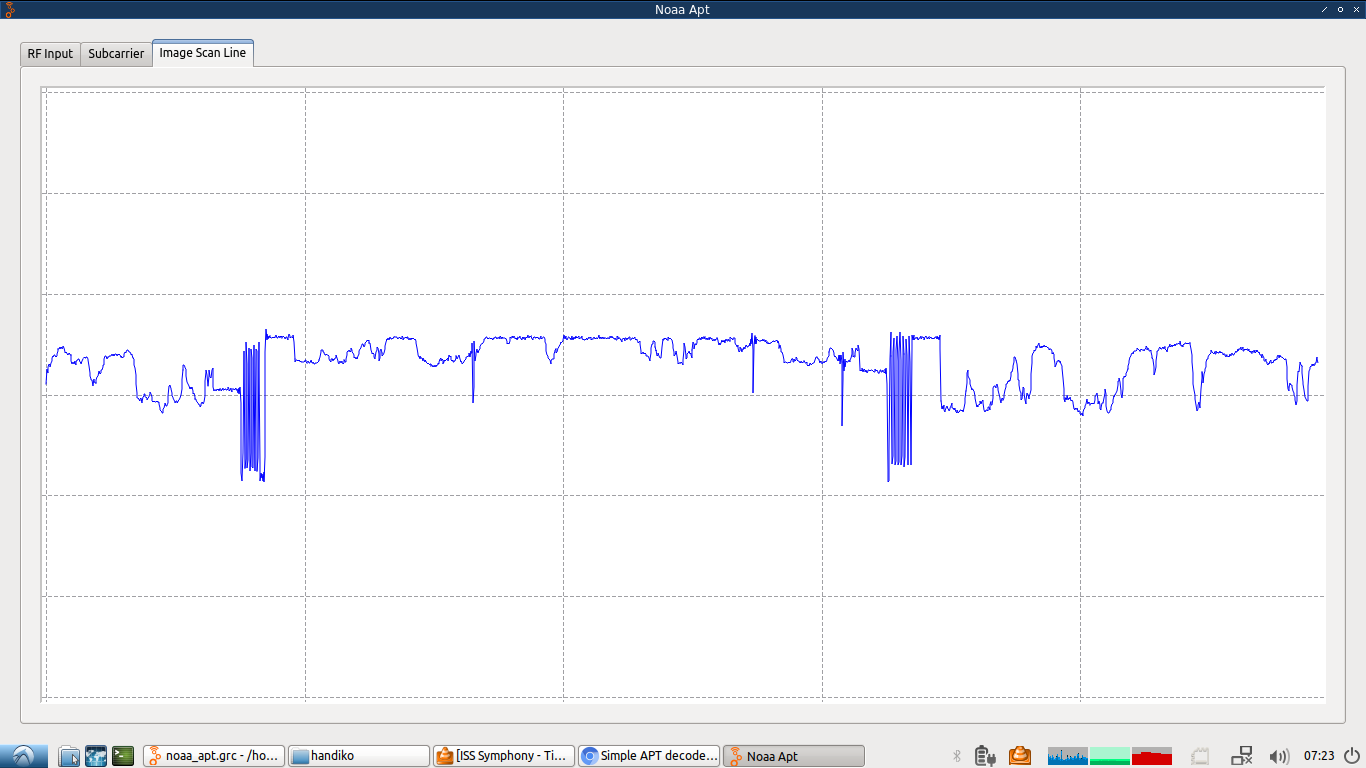 Noaa Apt
RF Input
Subcarrier
Image Scan Line
noaa_apt.grc - /ho...
handiko
[ISS Symphony - Ti...
Simple APT decode...
Noaa Apt
07:23